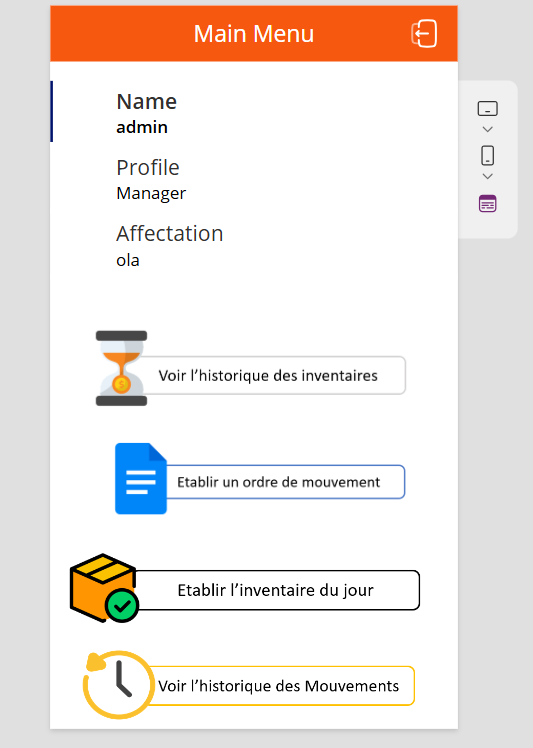 Main Menu
Name
admin
Profile
Manager
Affectation
ola
Voir l’historique des inventaires
Etablir un ordre de mouvement
Etablir l’inventaire du jour
Voir l’historique des Mouvements